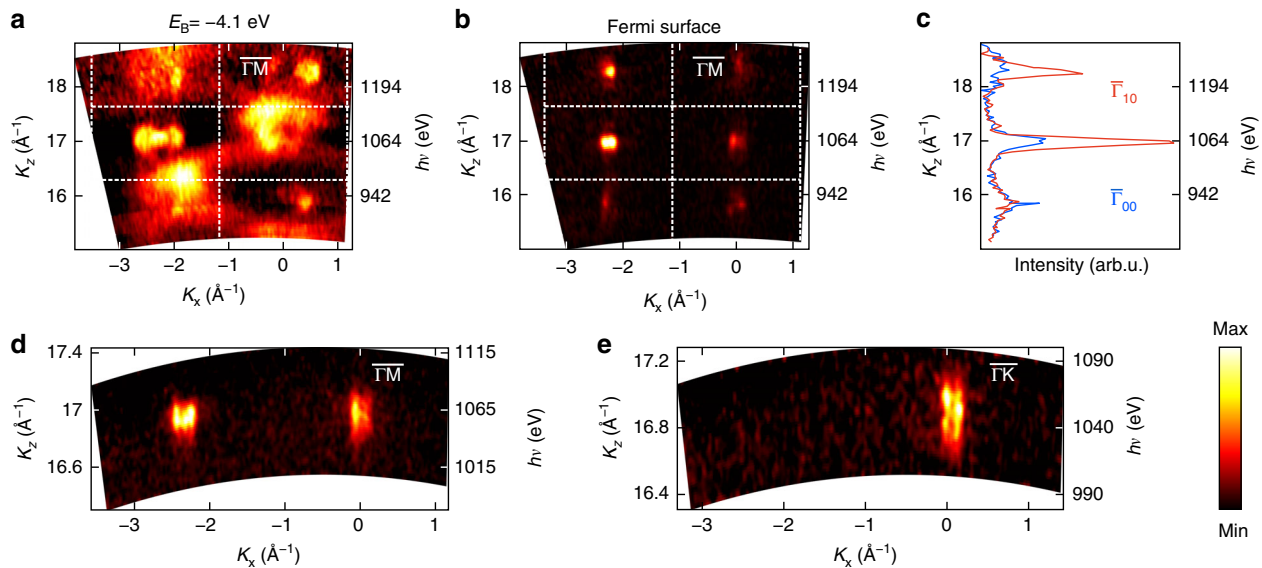 a
E_B= −4.1 eV
ΓM
K_z (Å⁻¹)
18
17
16
1194
1064
942
hν (eV)
−3
−2
−1
0
1
K_x (Å⁻¹)
b
Fermi surface
ΓM
K_z (Å⁻¹)
18
17
16
1194
1064
942
hν (eV)
−3
−2
−1
0
1
K_x (Å⁻¹)
c
K_z (Å⁻¹)
18
17
16
Γ̅₁₀
Γ̅₀₀
1194
1064
942
hν (eV)
Intensity (arb.u.)
d
ΓM
K_z (Å⁻¹)
17.4
17
16.6
1115
1065
1015
hν (eV)
−3
−2
−1
0
1
K_x (Å⁻¹)
e
ΓK
K_z (Å⁻¹)
17.2
16.8
16.4
1090
1040
990
hν (eV)
−3
−2
−1
0
1
K_x (Å⁻¹)
Max
Min